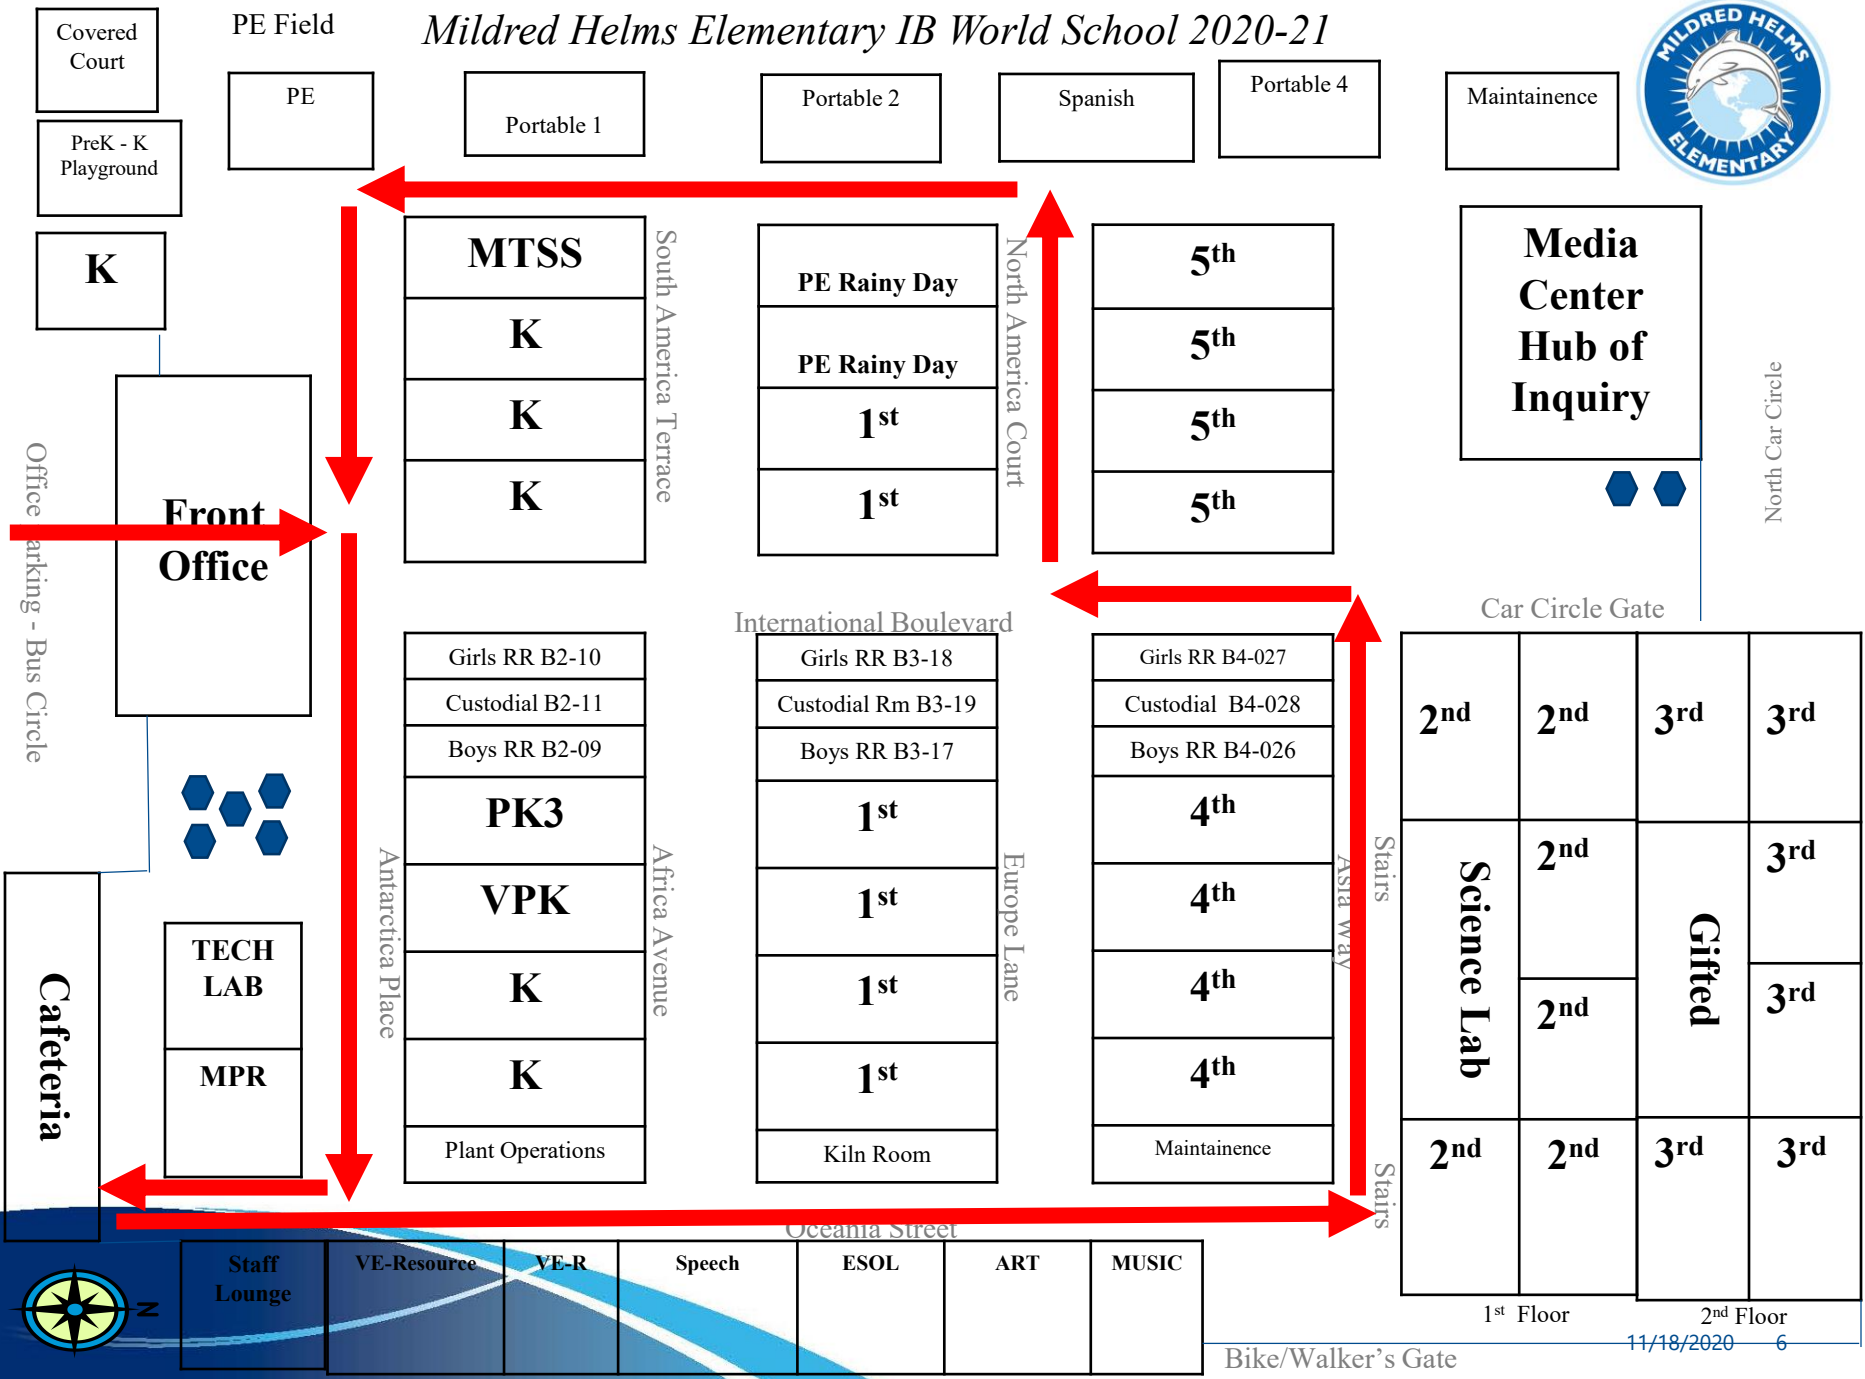 Mildred Helms Elementary IB World School 2020-21
MILDRED HELMS
ELEMENTARY
Covered
Court
PE Field
PE
Portable 1
Portable 2
Spanish
Portable 4
Maintainence
PreK - K
Playground
K
MTSS
K
K
K
South America Terrace
PE Rainy Day
PE Rainy Day
1st
1st
North America Court
5th
5th
5th
5th
Media
Center
Hub of
Inquiry
North Car Circle
Front
Office
Office arking - Bus Circle
International Boulevard
Car Circle Gate
Girls RR B2-10
Custodial B2-11
Boys RR B2-09
PK3
VPK
K
K
Plant Operations
Antarctica Place
Africa Avenue
Girls RR B3-18
Custodial Rm B3-19
Boys RR B3-17
1st
1st
1st
1st
Kiln Room
Europe Lane
Girls RR B4-027
Custodial B4-028
Boys RR B4-026
4th
4th
4th
4th
Maintainence
Asia Way
Stairs
Stairs
2nd
2nd
3rd
3rd
Science Lab
2nd
2nd
Gifted
3rd
3rd
2nd
2nd
3rd
3rd
1st Floor
2nd Floor
Cafeteria
TECH
LAB
MPR
Oceania Street
Staff
Lounge
VE-Resource
VE-R
Speech
ESOL
ART
MUSIC
N
Bike/Walker's Gate
11/18/2020
6